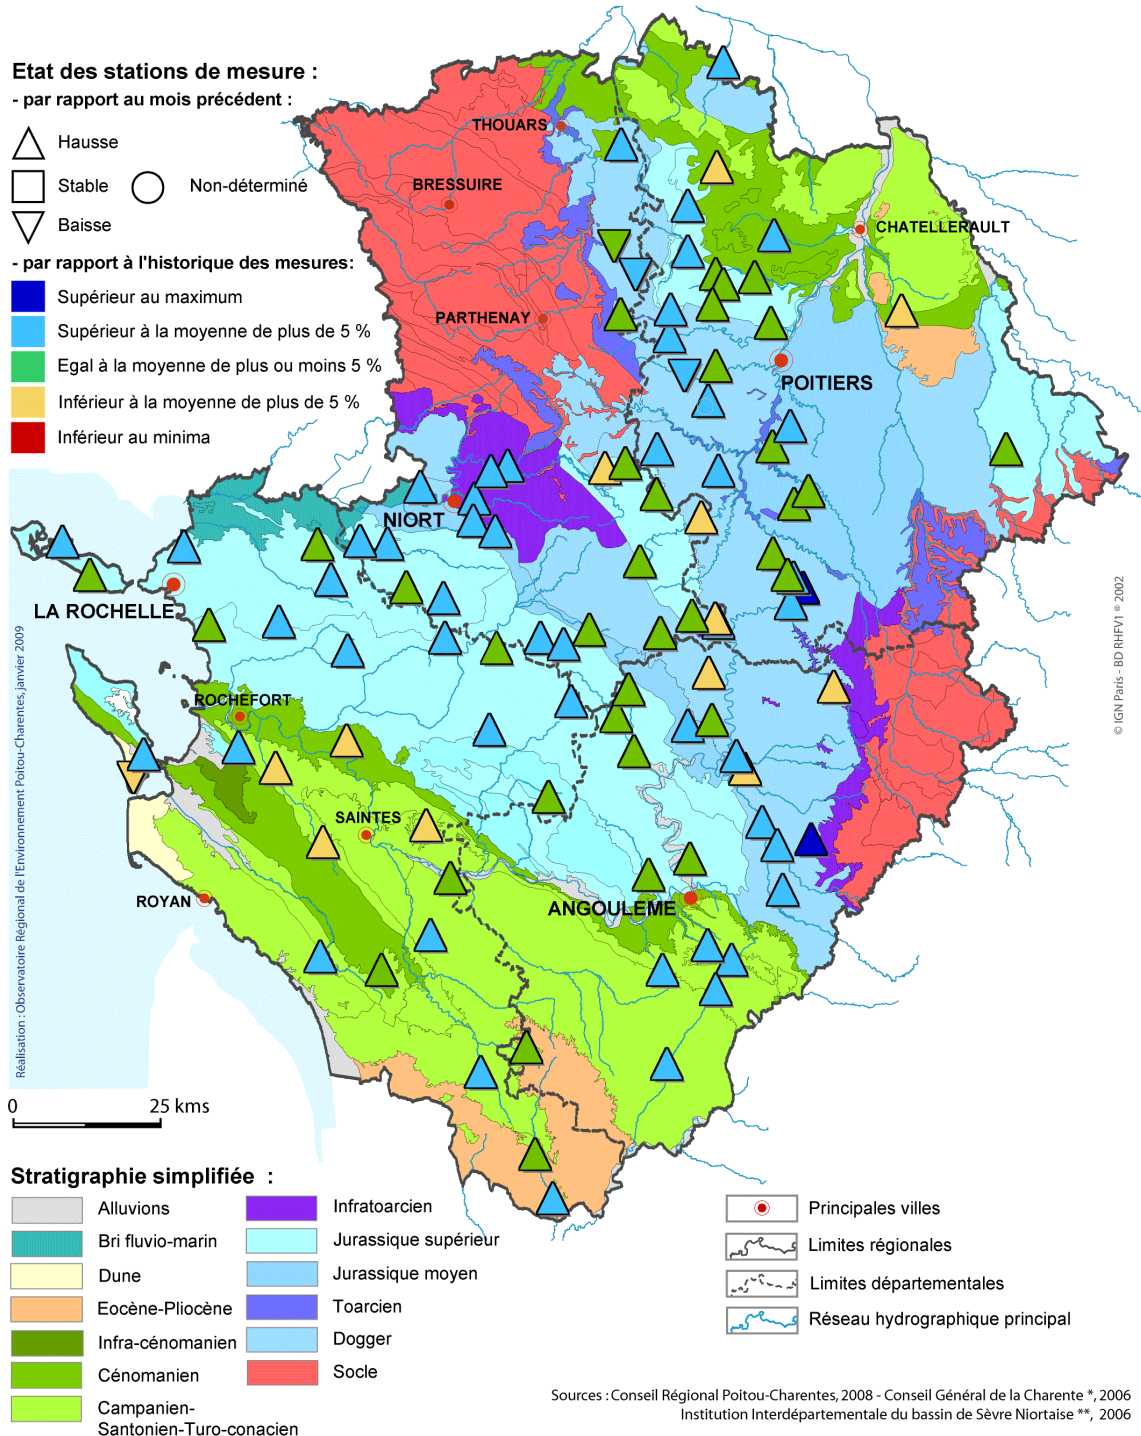 Etat des stations de mesure :
- par rapport au mois précédent :
Hausse
Stable
Non-déterminé
Baisse
- par rapport à l'historique des mesures:
Supérieur au maximum
Supérieur à la moyenne de plus de 5 %
Egal à la moyenne de plus ou moins 5 %
Inférieur à la moyenne de plus de 5 %
Inférieur au minima
THOUARS
BRESSUIRE
CHATELLERAULT
PARTHENAY
POITIERS
NIORT
LA ROCHELLE
ROCHEFORT
SAINTES
ROYAN
ANGOULEME
Réalisation : Observatoire Régional de l'Environnement Poitou-Charentes, janvier 2009
© IGN Paris - BD RHFV1 ® 2002
0 25 kms
Stratigraphie simplifiée :
Alluvions
Bri fluvio-marin
Dune
Eocène-Pliocène
Infra-cénomanien
Cénomanien
Campanien-
Santonien-Turo-conacien
Infratoarcien
Jurassique supérieur
Jurassique moyen
Toarcien
Dogger
Socle
Principales villes
Limites régionales
Limites départementales
Réseau hydrographique principal
Sources : Conseil Régional Poitou-Charentes, 2008 - Conseil Général de la Charente *, 2006
Institution Interdépartementale du bassin de Sèvre Niortaise **, 2006